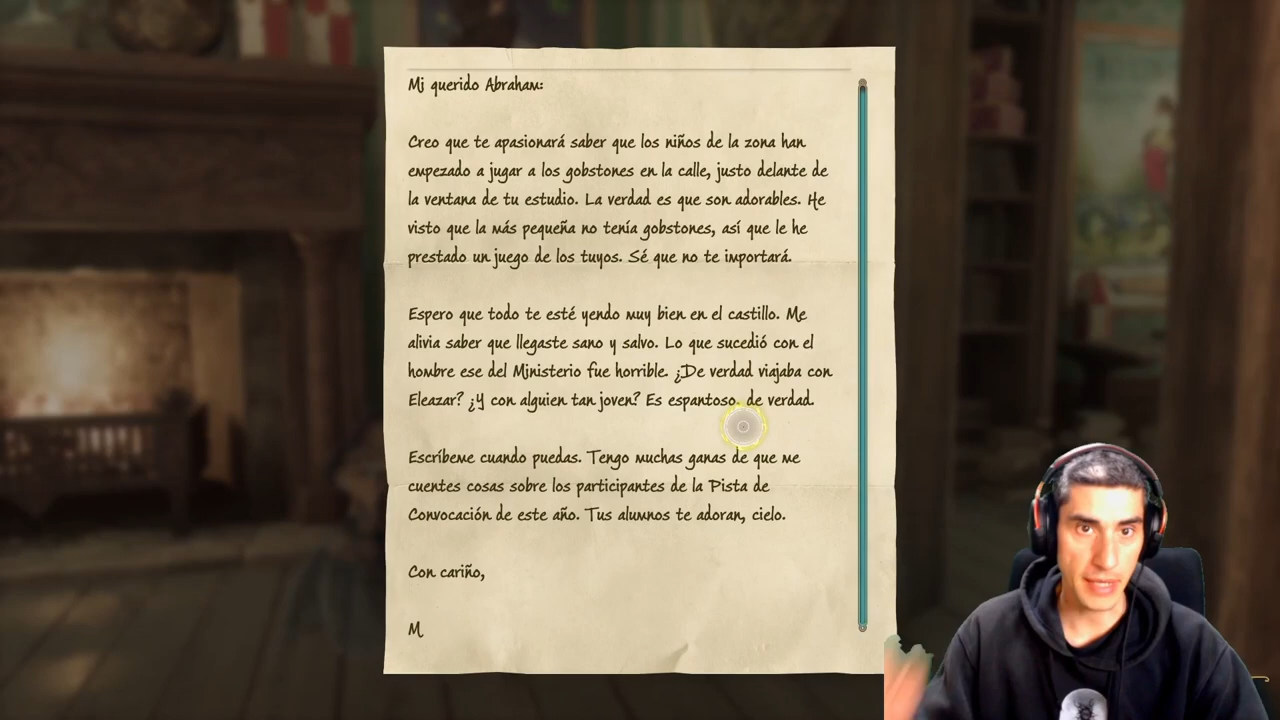 Mi querido Abraham:
Creo que te apasionará saber que los niños de la zona han
empezado a jugar a los gobstones en la calle, justo delante de
la ventana de tu estudio. La verdad es que son adorables. He
visto que la más pequeña no tenía gobstones, así que le he
prestado un juego de los tuyos. Sé que no te importará.
Espero que todo te esté yendo muy bien en el castillo. Me
alivia saber que llegaste sano y salvo. Lo que sucedió con el
hombre ese del Ministerio fue horrible. ¿De verdad viajaba con
Eleazar? ¿Y con alguien tan joven? Es espantoso, de verdad.
Escríbeme cuando puedas. Tengo muchas ganas de que me
cuentes cosas sobre los participantes de la Pista de
Convocación de este año. Tus alumnos te adoran, cielo.
Con cariño,
M